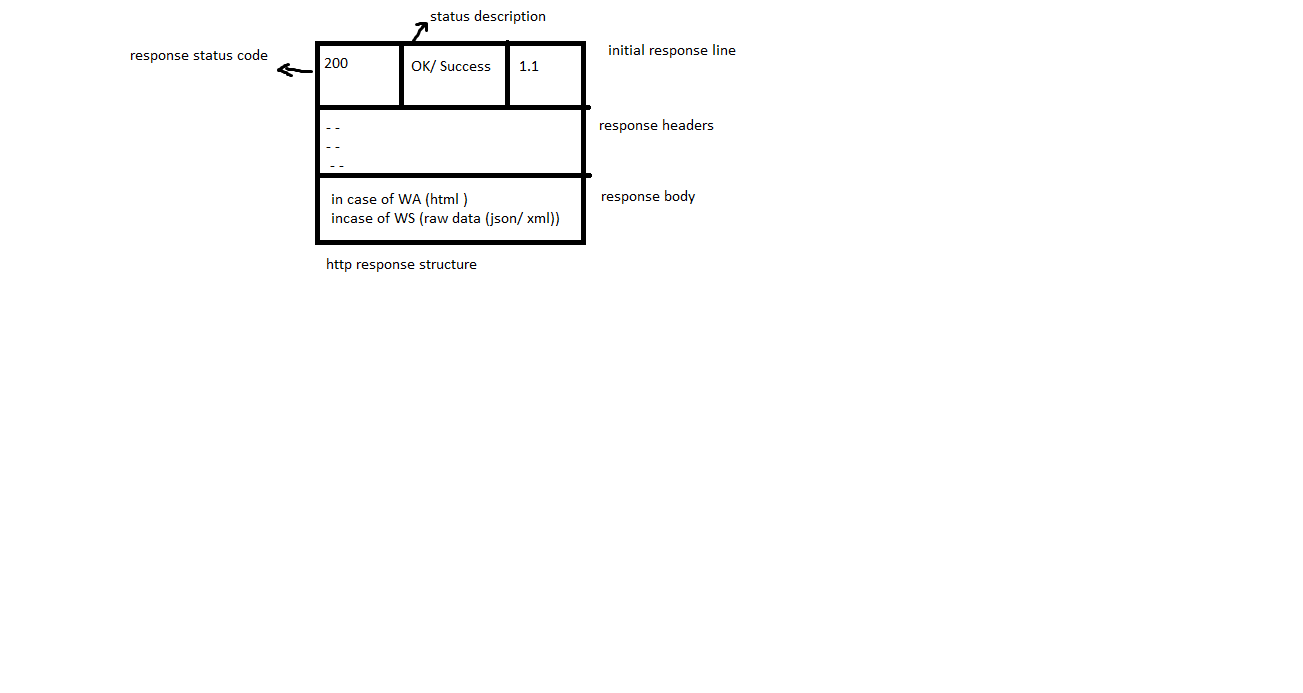 status description
response status code
200
OK/ Success
1.1
initial response line
- -
- -
- -
response headers
in case of WA (html )
incase of WS (raw data (json/ xml))
response body
http response structure